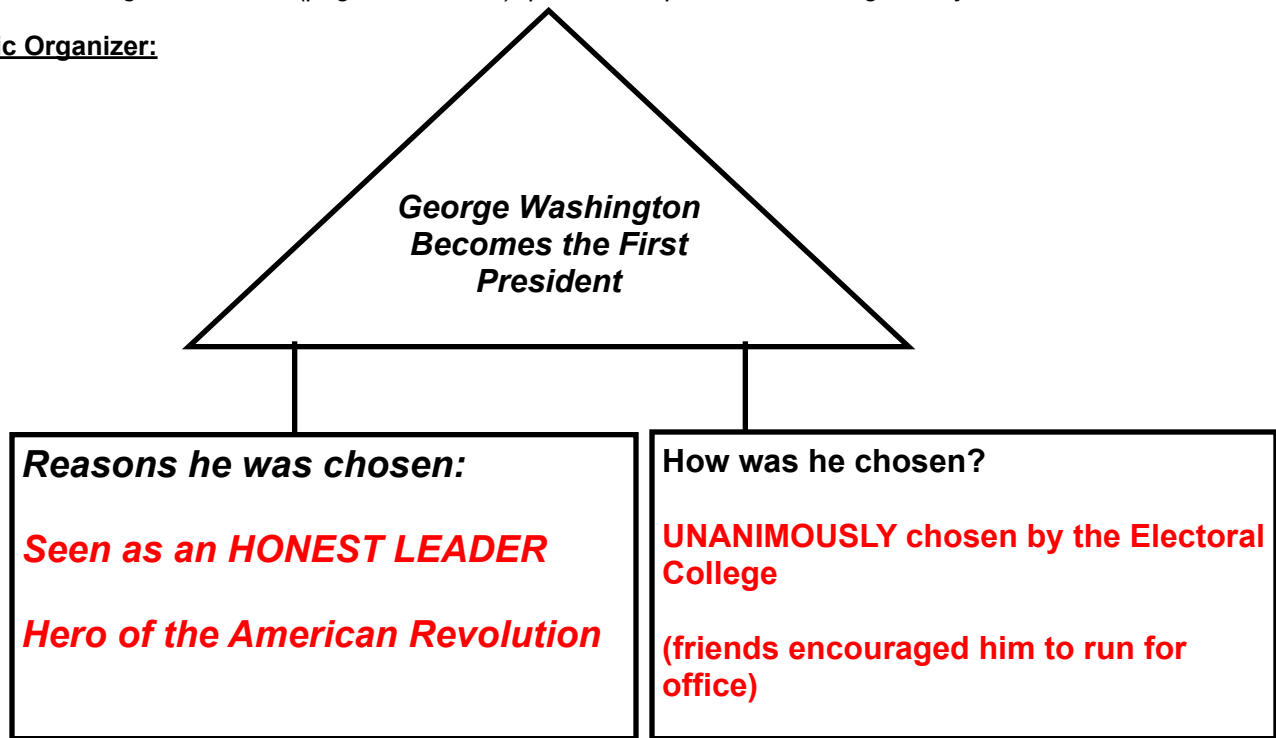 ic Organizer:
George Washington
Becomes the First
President
Reasons he was chosen:
Seen as an HONEST LEADER
Hero of the American Revolution
How was he chosen?
UNANIMOUSLY chosen by the Electoral
College
(friends encouraged him to run for
office)